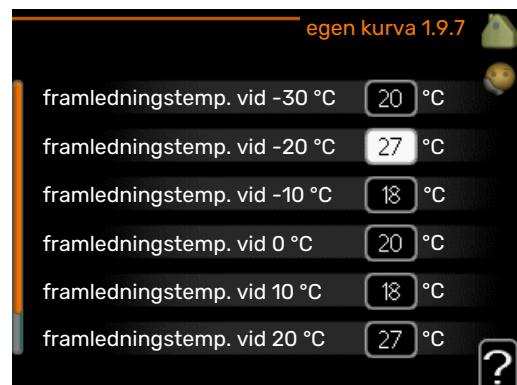 egen kurva 1.9.7
framledningstemp. vid -30 °C 20 °C
framledningstemp. vid -20 °C 27 °C
framledningstemp. vid -10 °C 18 °C
framledningstemp. vid 0 °C 20 °C
framledningstemp. vid 10 °C 18 °C
framledningstemp. vid 20 °C 27 °C
?